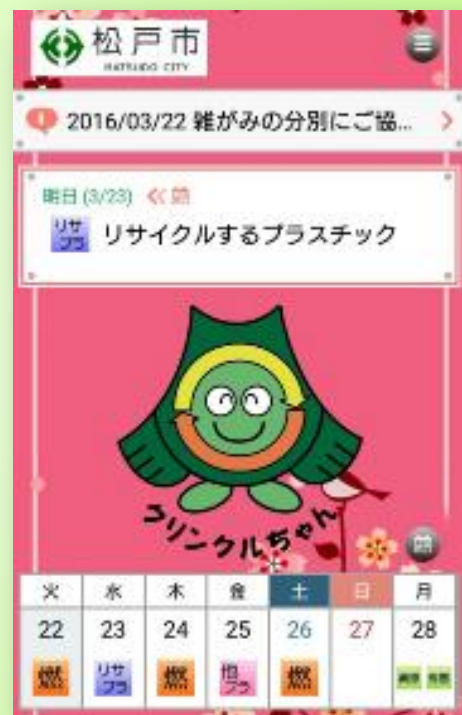 松戸市
MATSUDO CITY
2016/03/22 雑がみの分別にご協...
明日 (3/23)
リサ
プラ
リサイクルするプラスチック
クリンクルちゃん
火 水 木 金 土 日 月
22 23 24 25 26 27 28
燃 リサプラ 燃 他プラ 燃